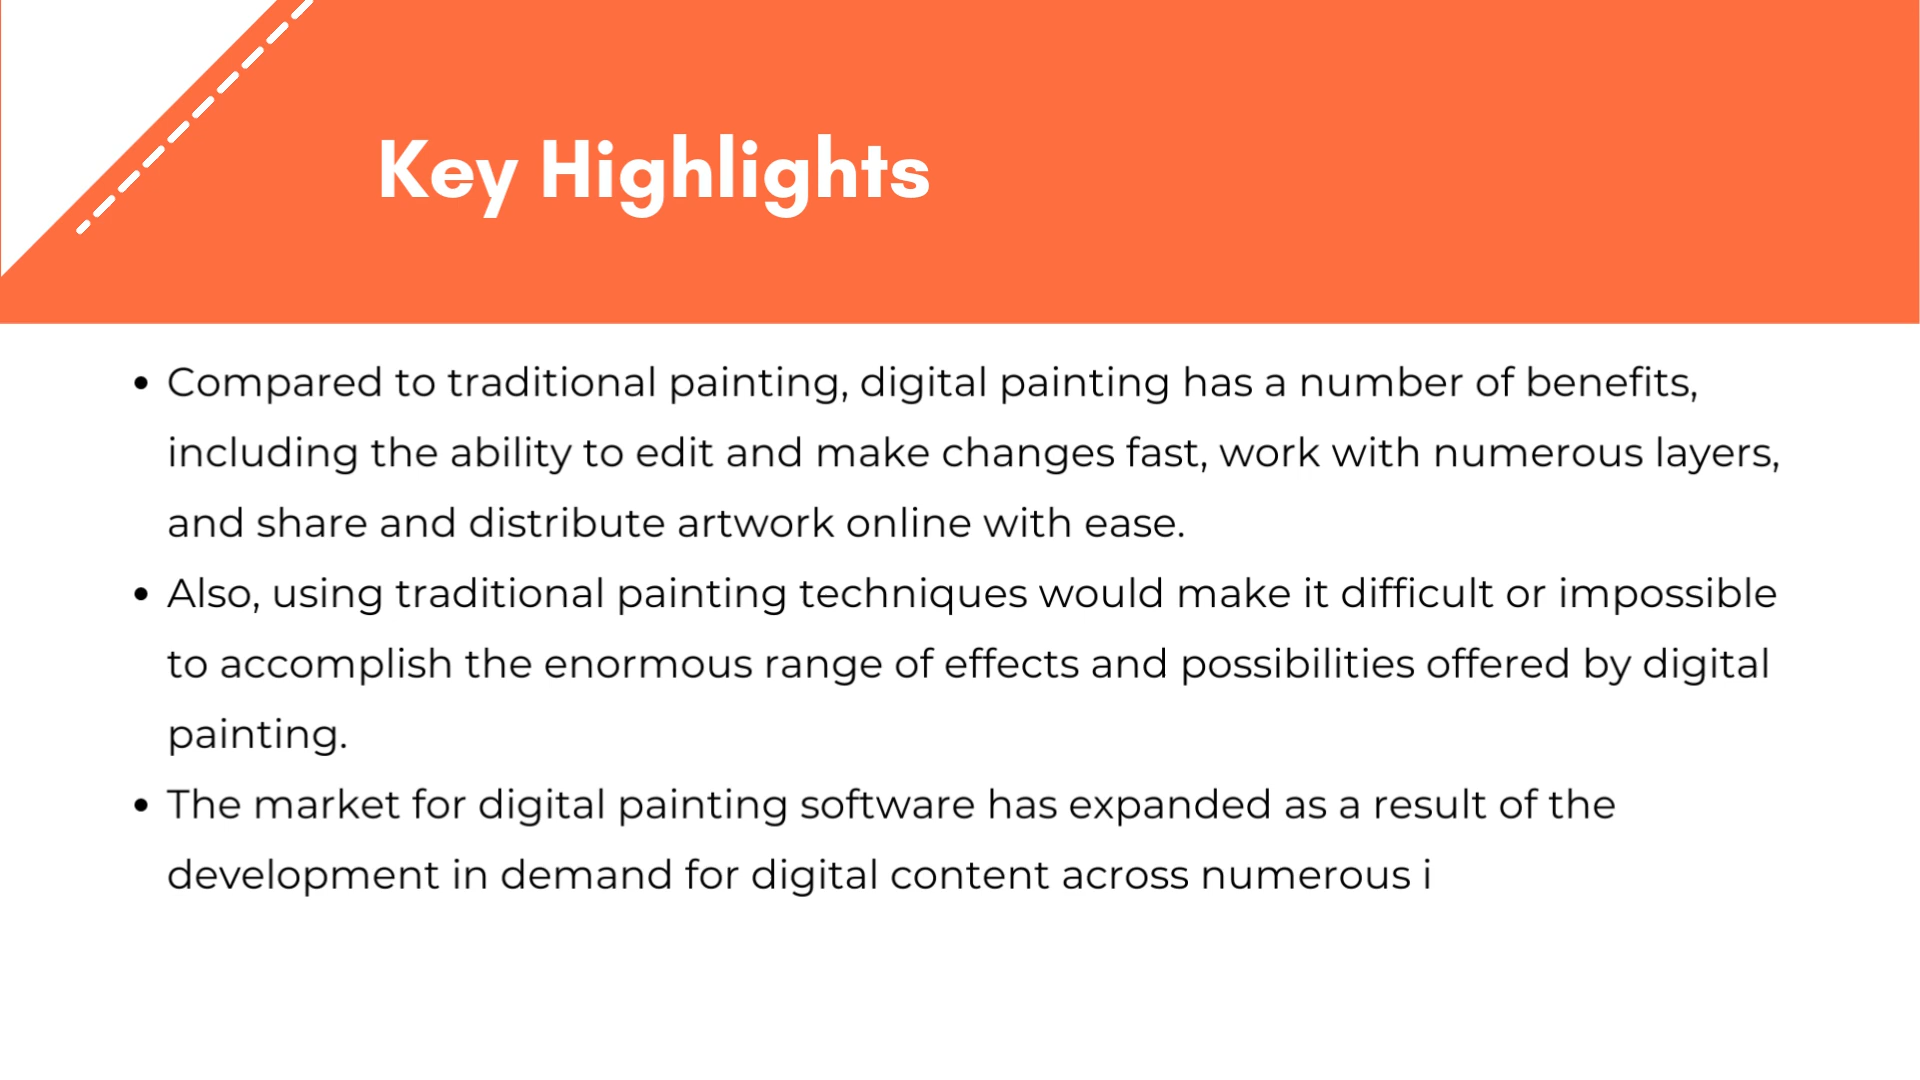 Key Highlights
• Compared to traditional painting, digital painting has a number of benefits,
including the ability to edit and make changes fast, work with numerous layers,
and share and distribute artwork online with ease.
• Also, using traditional painting techniques would make it difficult or impossible
to accomplish the enormous range of effects and possibilities offered by digital
painting.
• The market for digital painting software has expanded as a result of the
development in demand for digital content across numerous i